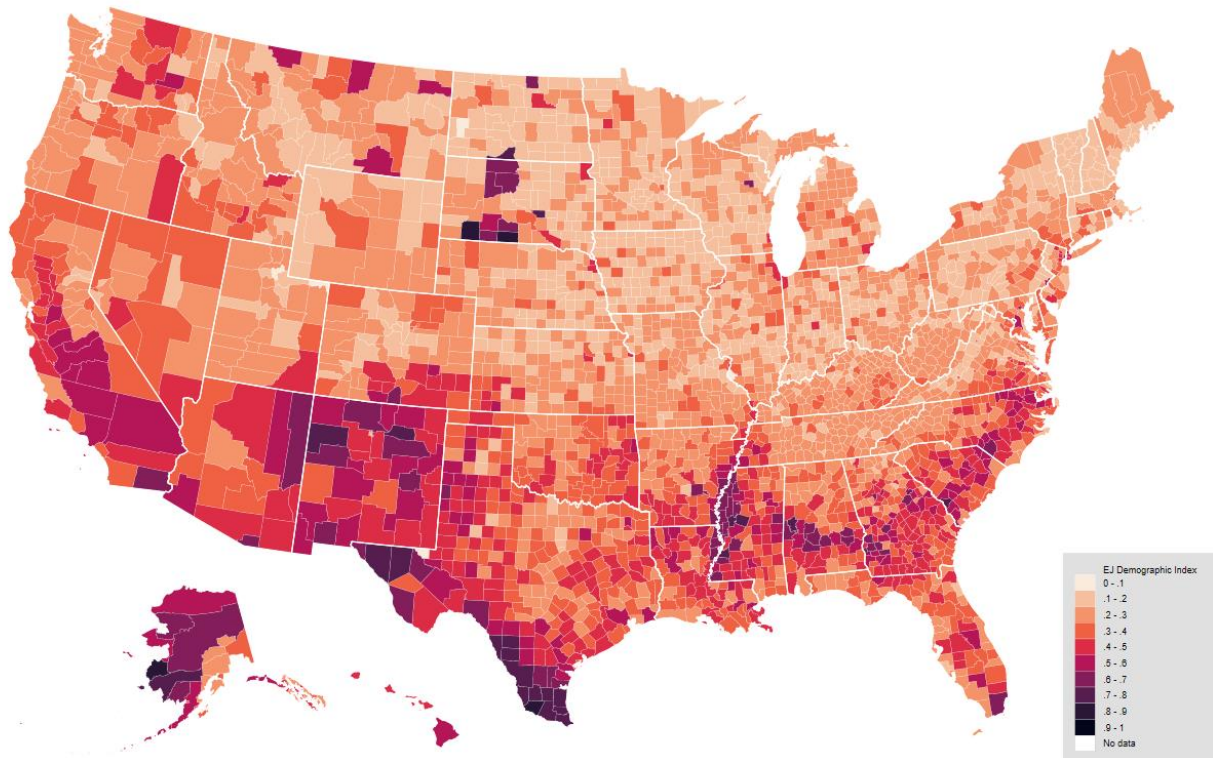 EJ Demographic Index
0 - .1
.1 - .2
.2 - .3
.3 - .4
.4 - .5
.5 - .6
.6 - .7
.7 - .8
.8 - .9
.9 - 1
No data